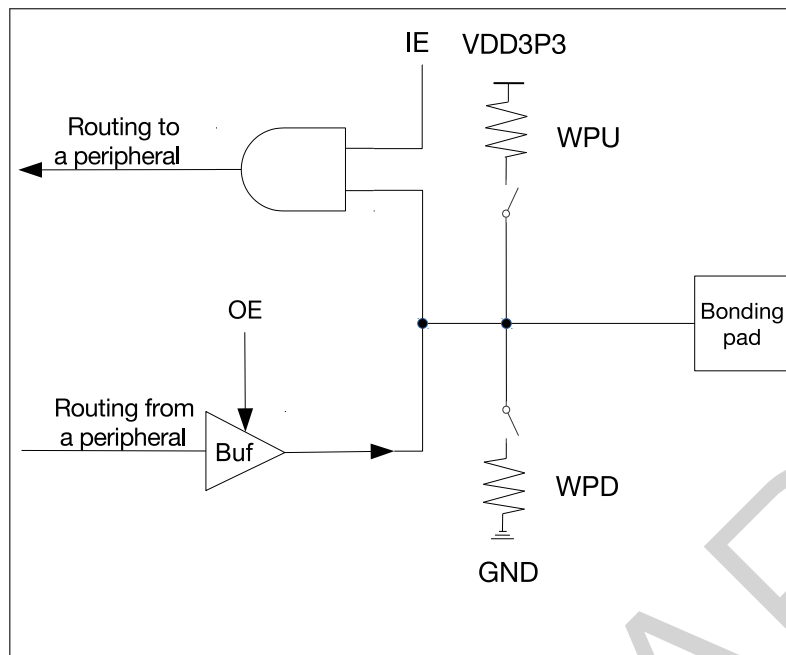 IE
VDD3P3
Routing to
a peripheral
WPU
OE
Bonding
pad
Routing from
a peripheral
Buf
WPD
GND